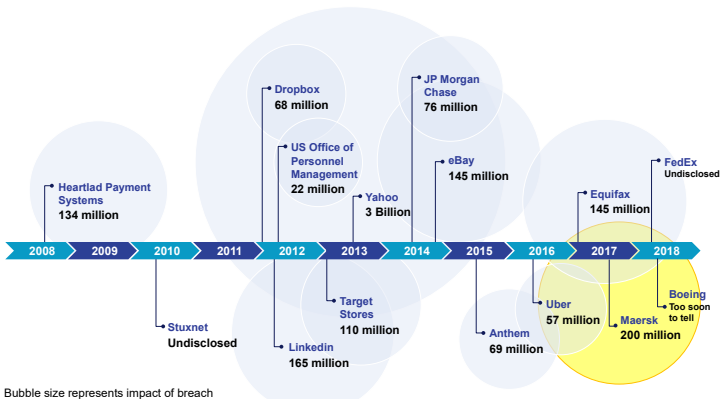 Dropbox
68 million
JP Morgan
Chase
76 million
US Office of
Personnel
Management
22 million
eBay
145 million
FedEx
Undisclosed
Heartlad Payment
Systems
134 million
Yahoo
3 Billion
Equifax
145 million
2008 2009 2010 2011 2012 2013 2014 2015 2016 2017 2018
Stuxnet
Undisclosed
Linkedin
165 million
Target
Stores
110 million
Anthem
69 million
Uber
57 million
Maersk
200 million
Boeing
Too soon
to tell
Bubble size represents impact of breach